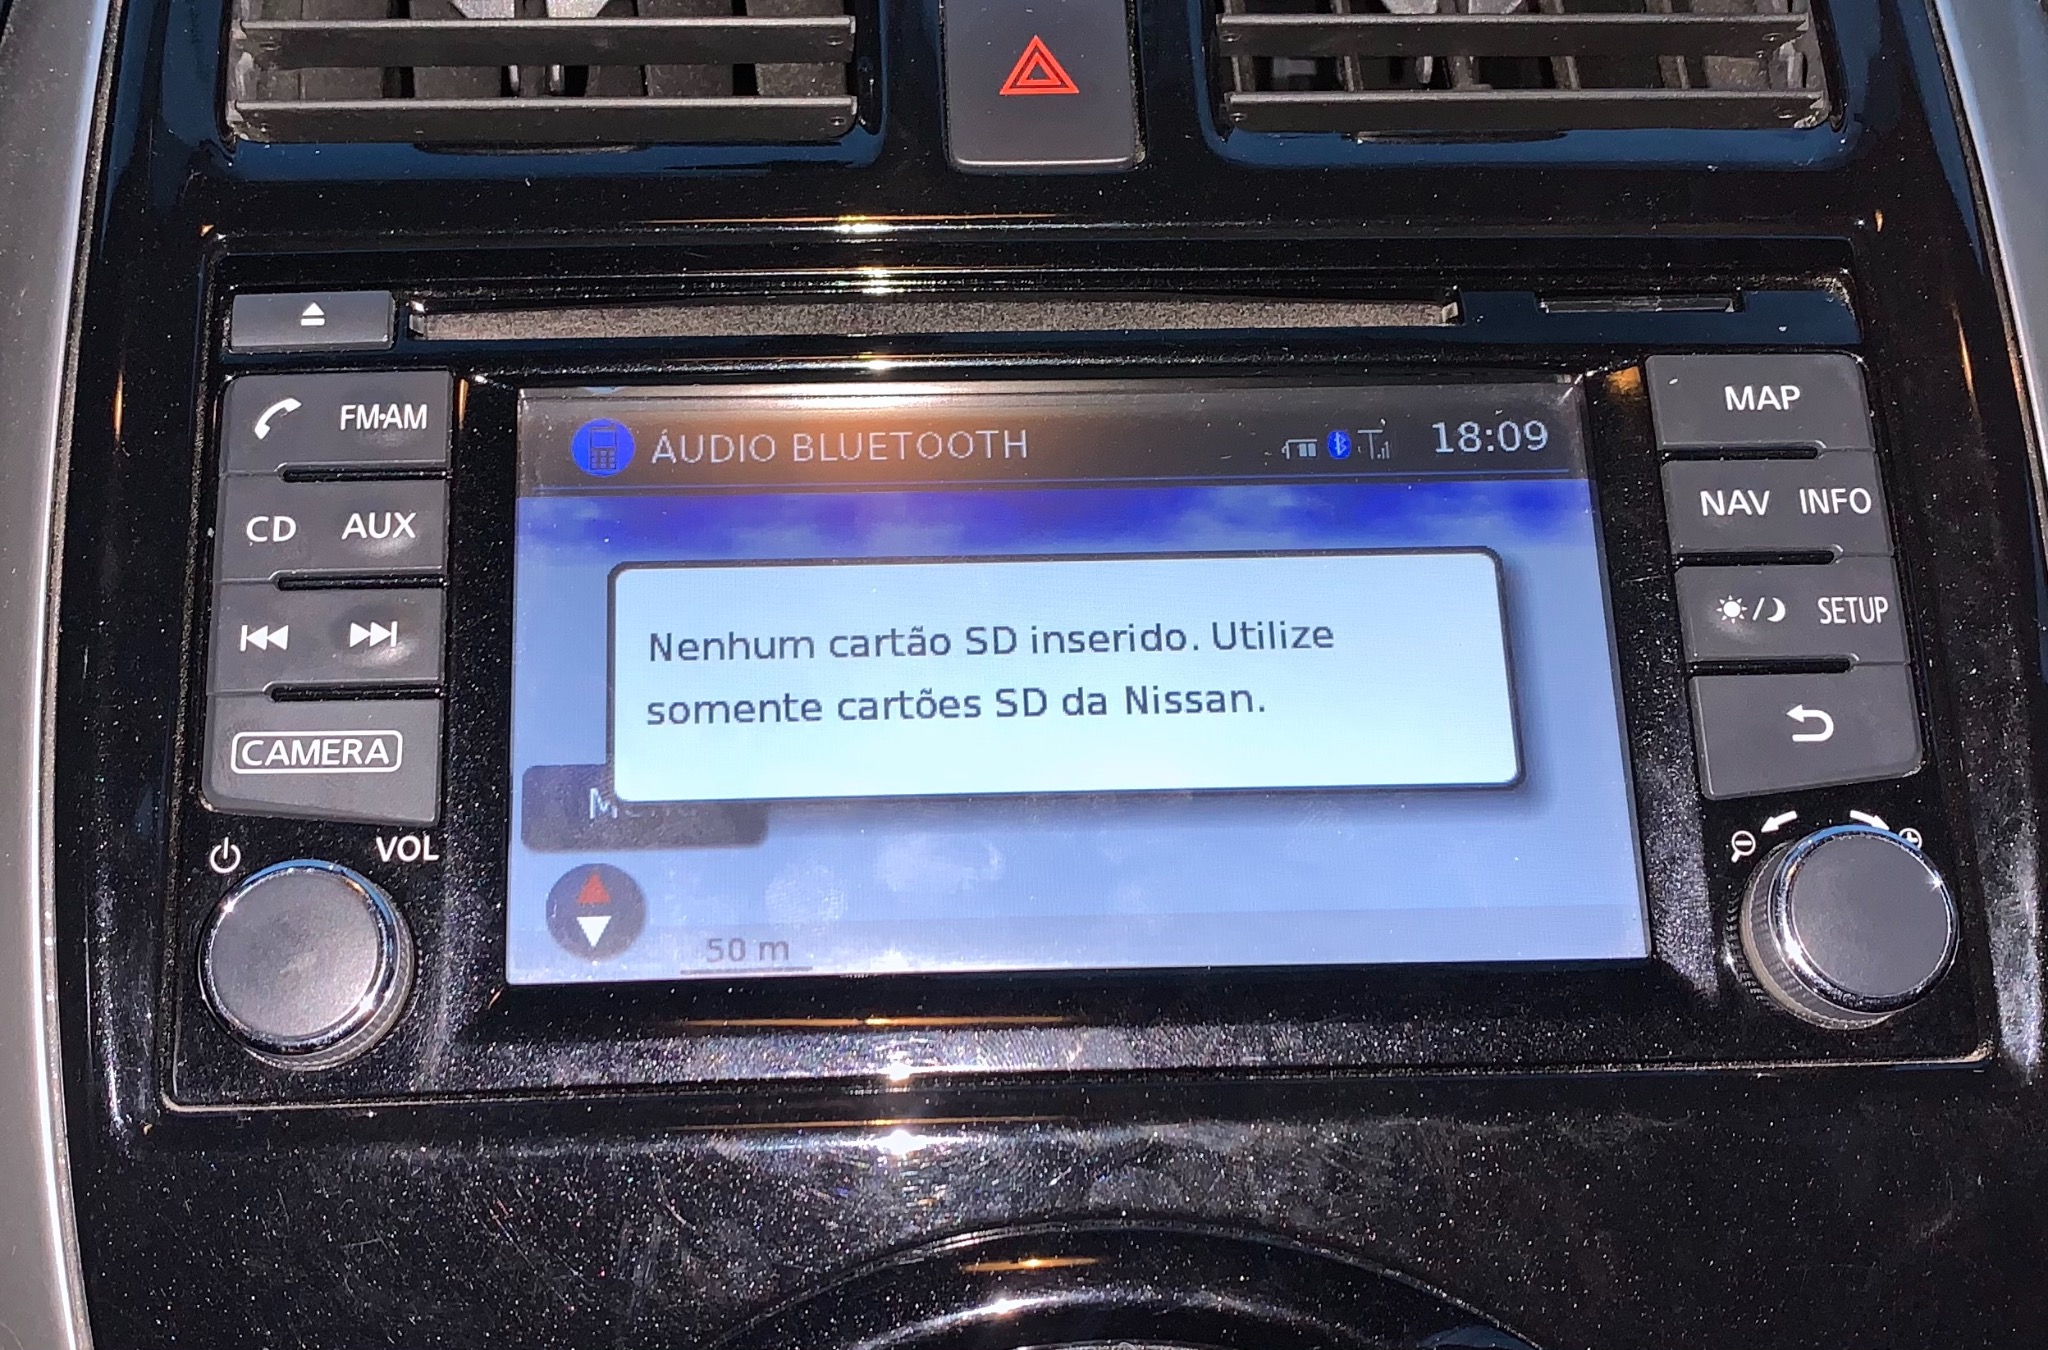 FM·AM
CD AUX
CAMERA
VOL
ÁUDIO BLUETOOTH 18:09
Nenhum cartão SD inserido. Utilize
somente cartões SD da Nissan.
50 m
MAP
NAV INFO
SETUP